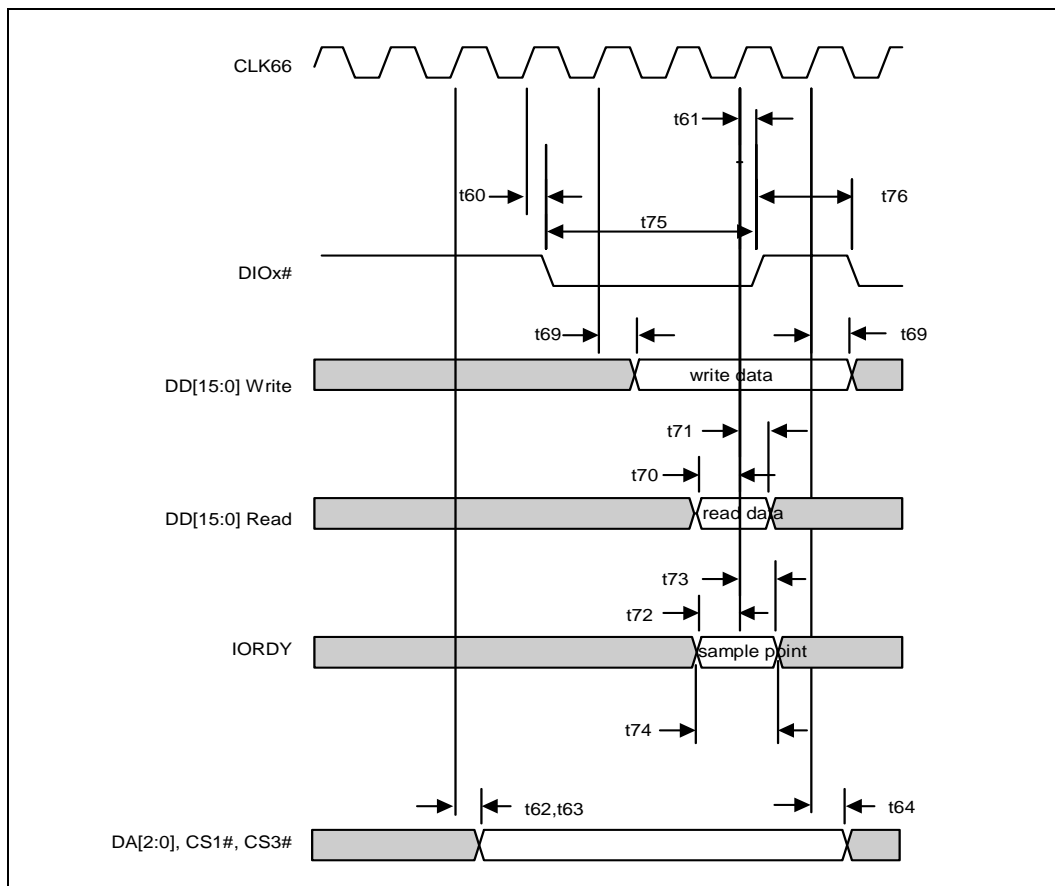 CLK66
t61
t60
t76
t75
DIOx#
t69
t69
write data
DD[15:0] Write
t71
t70
read data
DD[15:0] Read
t73
t72
IORDY
sample point
t74
t62,t63
t64
DA[2:0], CS1#, CS3#